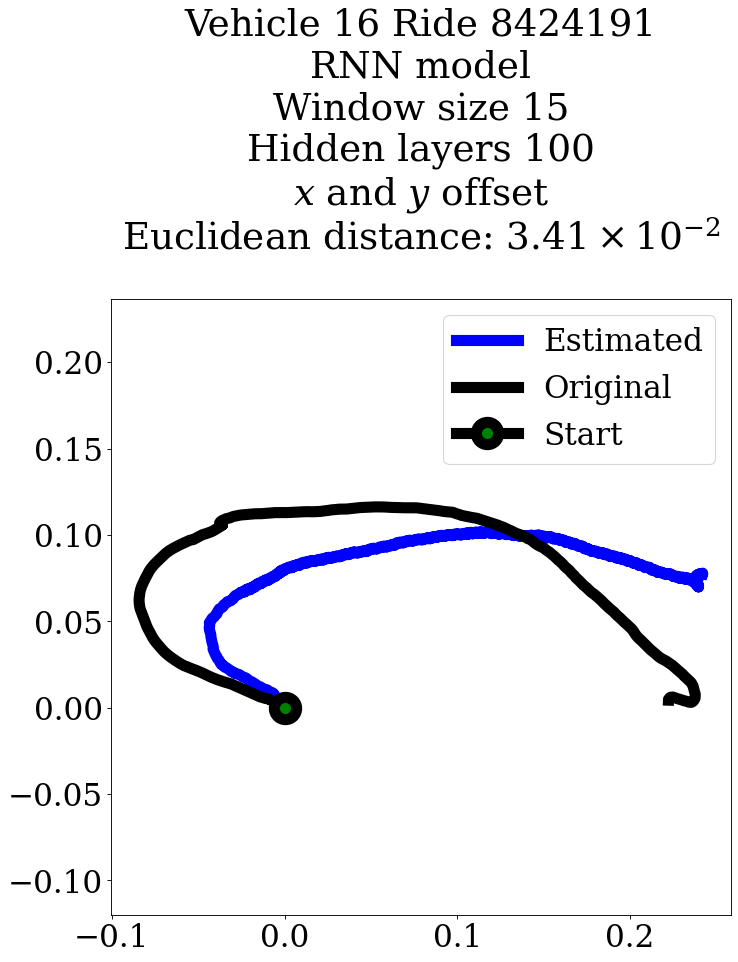 Vehicle 16 Ride 8424191
RNN model
Window size 15
Hidden layers 100
x and y offset
Euclidean distance: 3.41 × 10⁻²
Estimated
Original
Start
0.20
0.15
0.10
0.05
0.00
−0.05
−0.10
−0.1 0.0 0.1 0.2